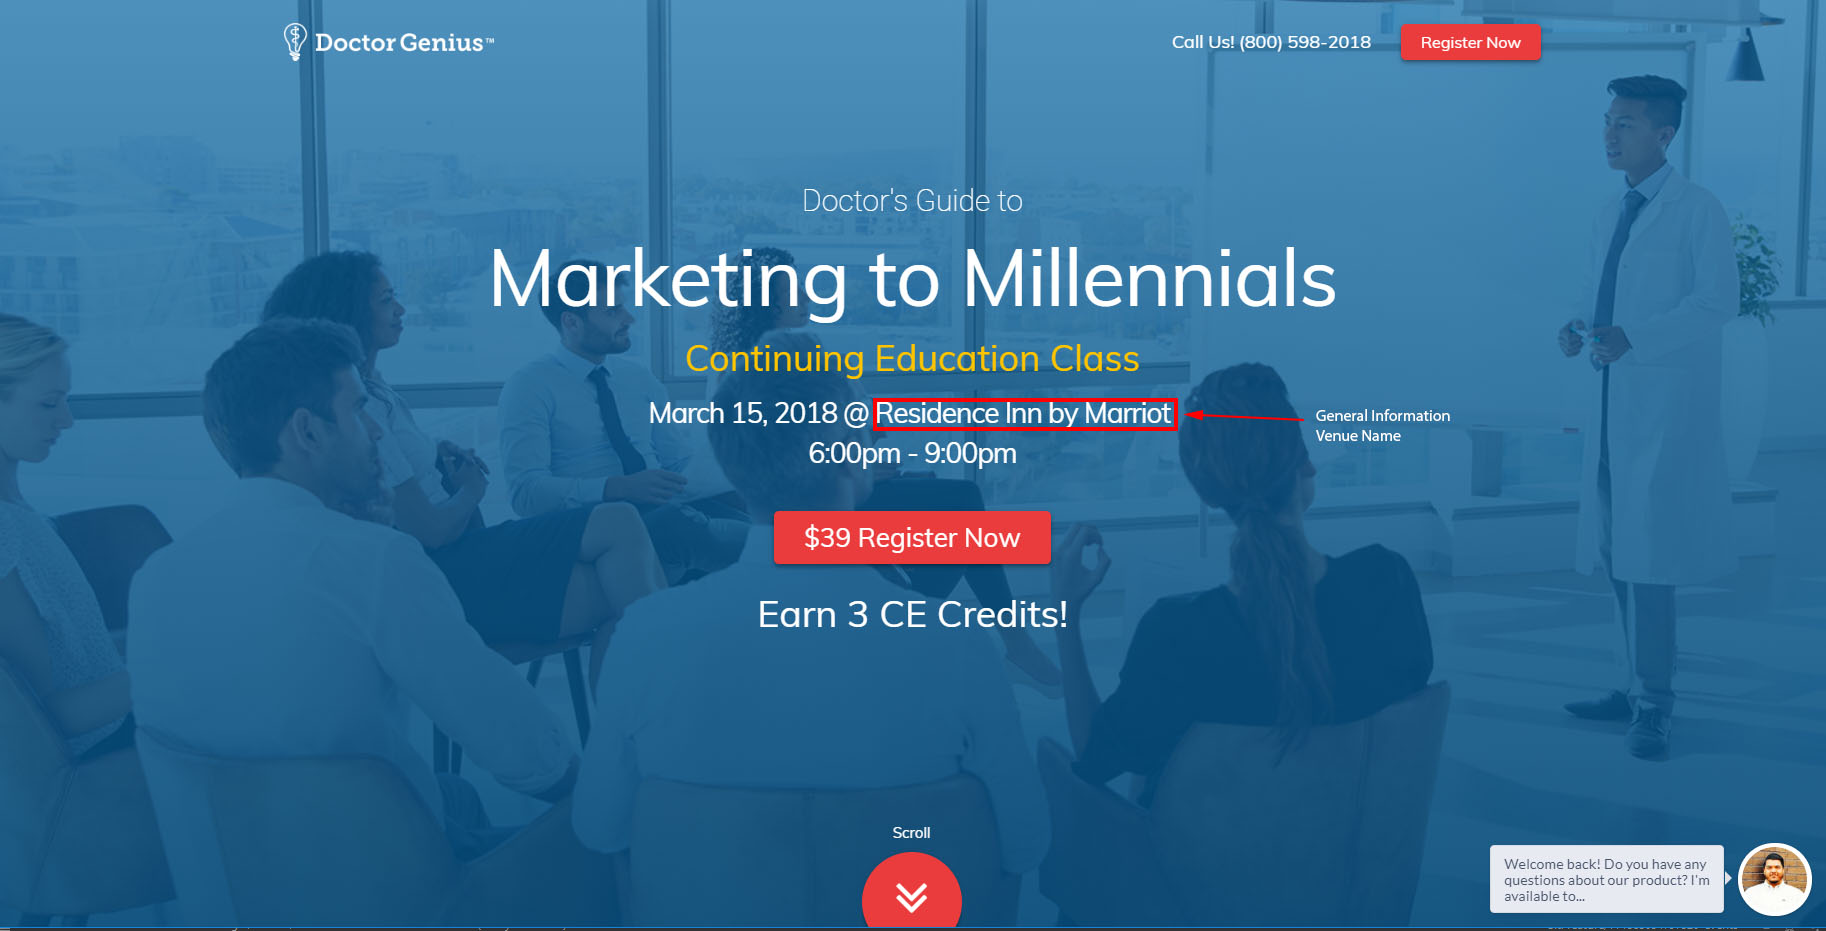 Doctor Genius™
Call Us! (800) 598-2018
Register Now
Doctor's Guide to
Marketing to Millennials
Continuing Education Class
March 15, 2018 @ Residence Inn by Marriot
General Information
Venue Name
6:00pm - 9:00pm
$39 Register Now
Earn 3 CE Credits!
Scroll
Welcome back! Do you have any
questions about our product? I'm
available to...